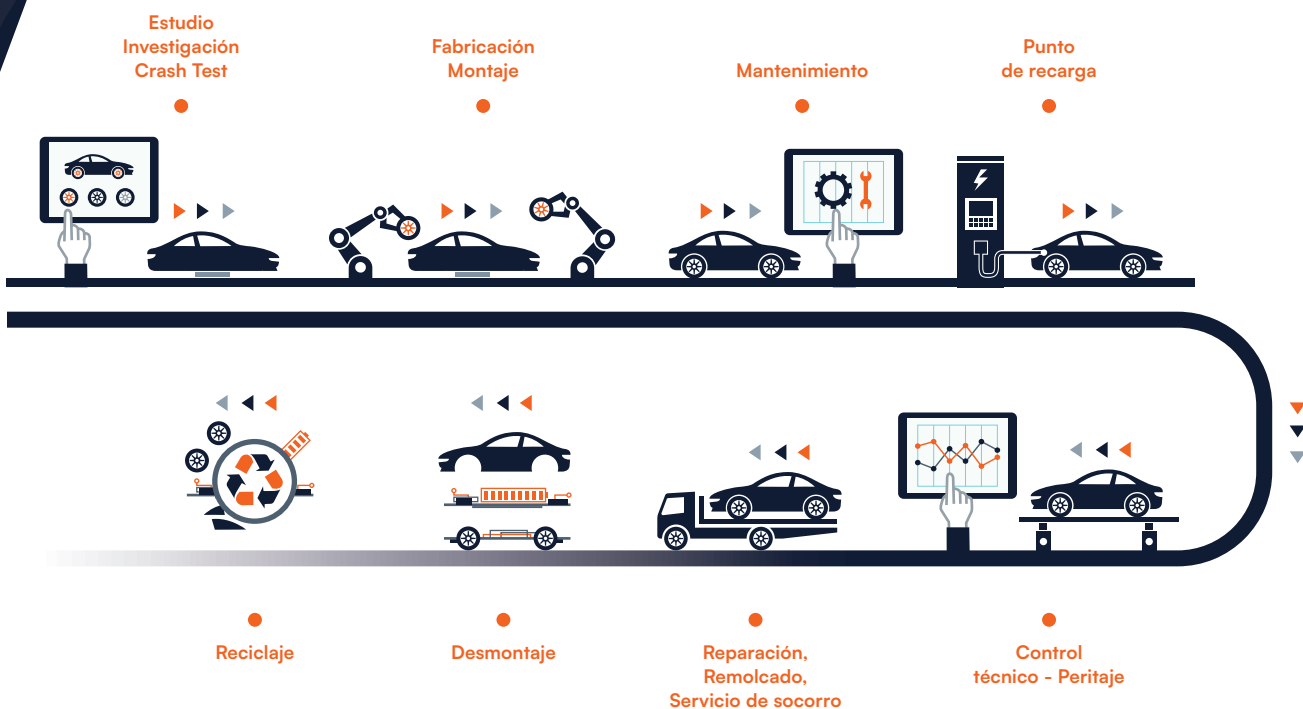 Estudio
Investigación
Crash Test
Fabricación
Montaje
Mantenimiento
Punto
de recarga
Reciclaje
Desmontaje
Reparación,
Remolcado,
Servicio de socorro
Control
técnico - Peritaje